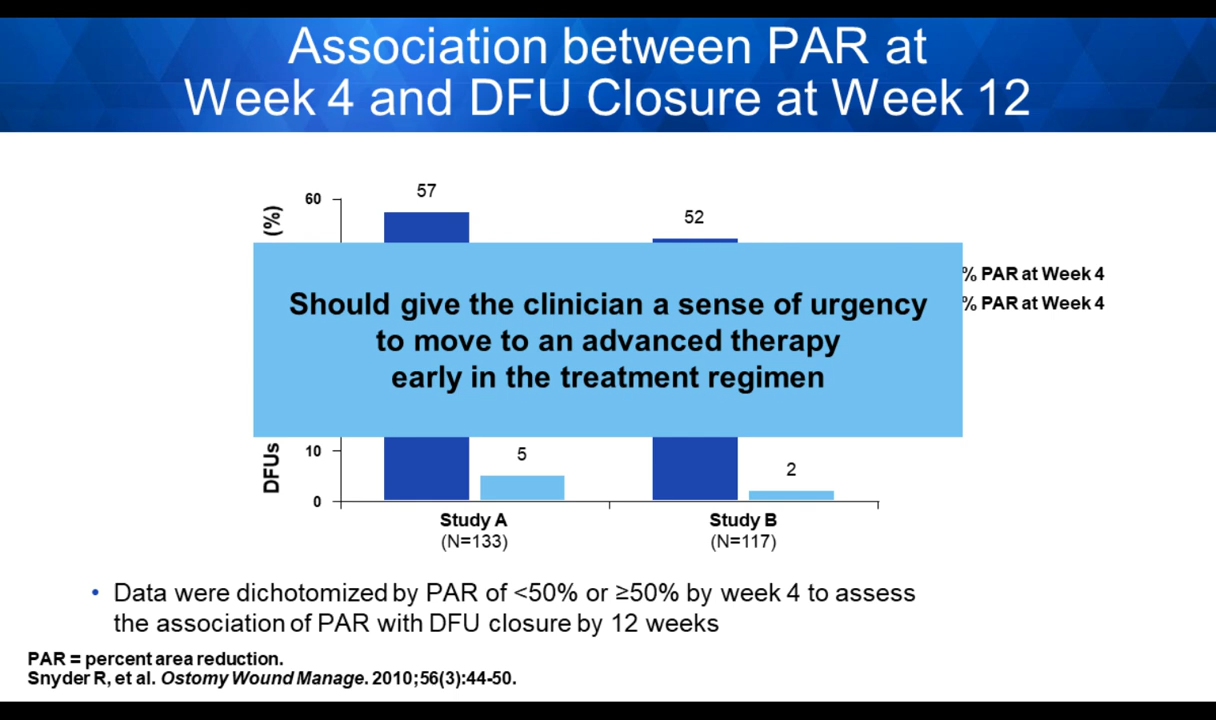 Association between PAR at
Week 4 and DFU Closure at Week 12
60
57
52
(%)
% PAR at Week 4
% PAR at Week 4
Should give the clinician a sense of urgency
to move to an advanced therapy
early in the treatment regimen
DFUs
10
5
2
0
Study A
(N=133)
Study B
(N=117)
• Data were dichotomized by PAR of <50% or ≥50% by week 4 to assess
the association of PAR with DFU closure by 12 weeks
PAR = percent area reduction.
Snyder R, et al. Ostomy Wound Manage. 2010;56(3):44-50.